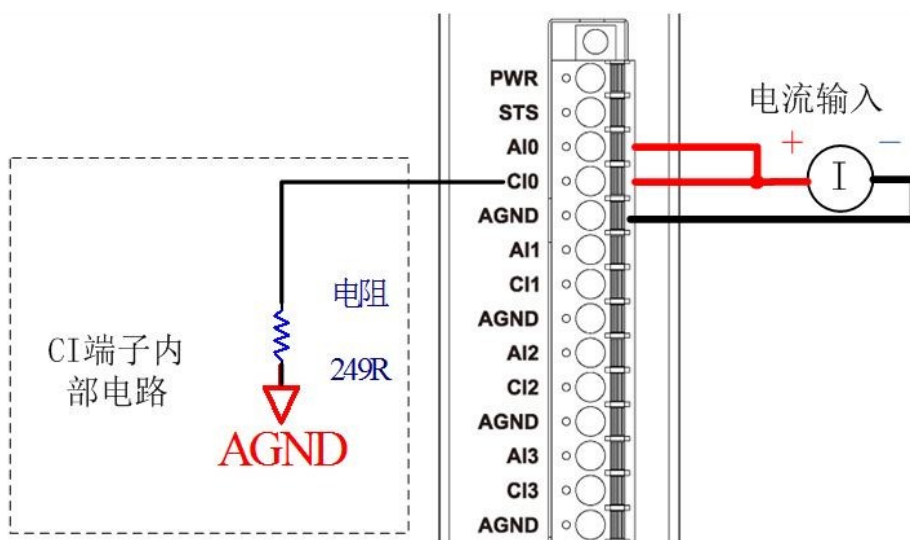 PWR
STS
AI0
CI0
AGND
AI1
CI1
AGND
AI2
CI2
AGND
AI3
CI3
AGND
电流输入
+
−
I
电阻
249R
CI端子内
部电路
AGND